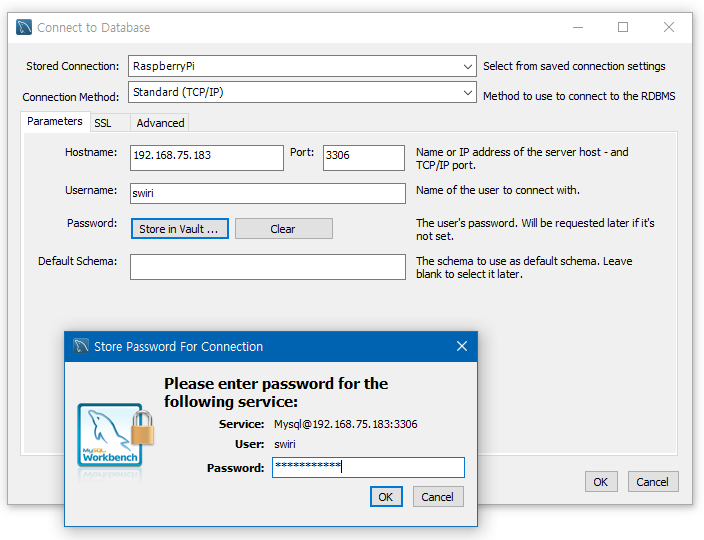 Connect to Database
Stored Connection: RaspberryPi Select from saved connection settings
Connection Method: Standard (TCP/IP) Method to use to connect to the RDBMS
Parameters SSL Advanced
Hostname: 192.168.75.183 Port: 3306 Name or IP address of the server host - and
TCP/IP port.
Username: swiri Name of the user to connect with.
Password: Store in Vault ... Clear The user's password. Will be requested later if it's
not set.
Default Schema: The schema to use as default schema. Leave
blank to select it later.
Store Password For Connection
Please enter password for the
following service:
Service: Mysql@192.168.75.183:3306
User: swiri
Password: ***********
MySQL
Workbench
OK Cancel
OK Cancel